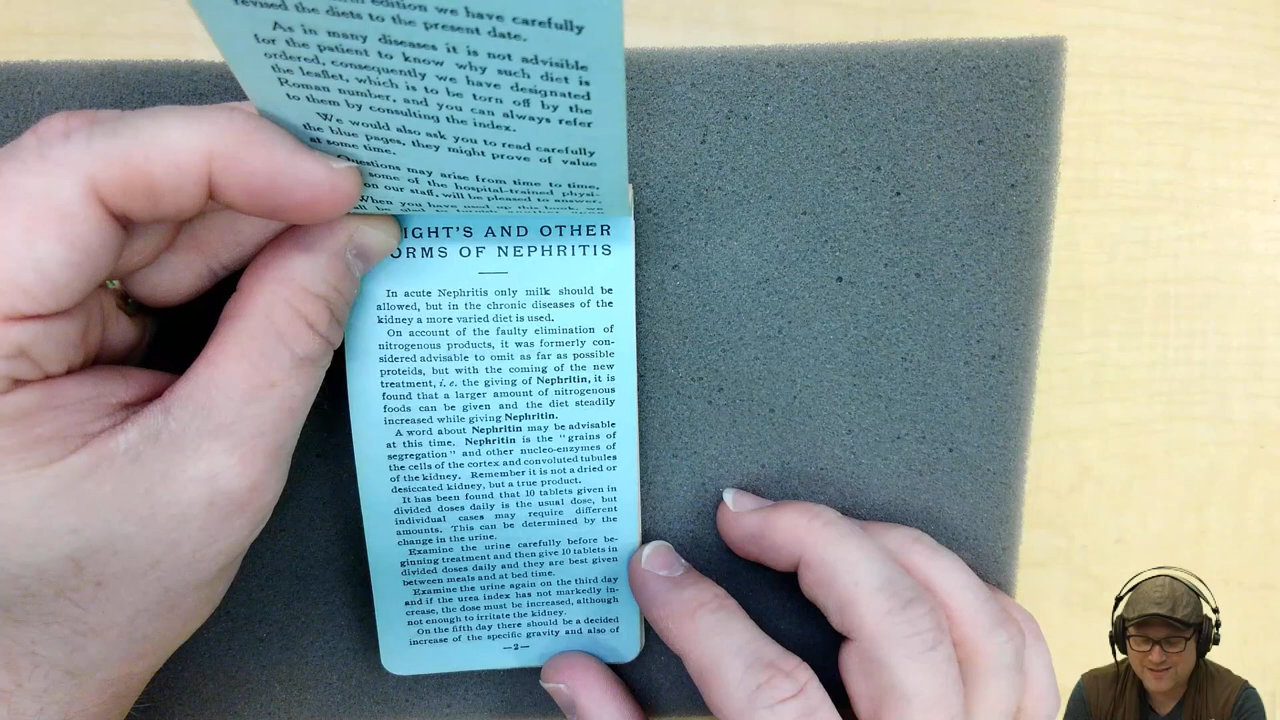 edition we have carefully
revised the diets to the present date.
As in many diseases it is not advisible
for the patient to know why such diet is
ordered, consequently we have designated
the leaflet, which is to be torn off by the
Roman number, and you can always refer
to them by consulting the index.
We would also ask you to read carefully
the blue pages, they might prove of value
at some time.
Questions may arise from time to time,
some of the hospital-trained physi-
on our staff, will be pleased to answer.
When you have used up this book, we
be glad to furnish another upon
IGHT'S AND OTHER
ORMS OF NEPHRITIS
In acute Nephritis only milk should be
allowed, but in the chronic diseases of the
kidney a more varied diet is used.
On account of the faulty elimination of
nitrogenous products, it was formerly con-
sidered advisable to omit as far as possible
proteids, but with the coming of the new
treatment, i. e. the giving of Nephritin, it is
found that a larger amount of nitrogenous
foods can be given and the diet steadily
increased while giving Nephritin.
A word about Nephritin may be advisable
at this time. Nephritin is the "grains of
segregation" and other nucleo-enzymes of
the cells of the cortex and convoluted tubules
of the kidney. Remember it is not a dried or
desiccated kidney, but a true product.
It has been found that 10 tablets given in
divided doses daily is the usual dose, but
individual cases may require different
amounts. This can be determined by the
change in the urine.
Examine the urine carefully before be-
ginning treatment and then give 10 tablets in
divided doses daily and they are best given
between meals and at bed time.
Examine the urine again on the third day
and if the urea index has not markedly in-
crease, the dose must be increased, although
not enough to irritate the kidney.
On the fifth day there should be a decided
increase of the specific gravity and also of
—2—